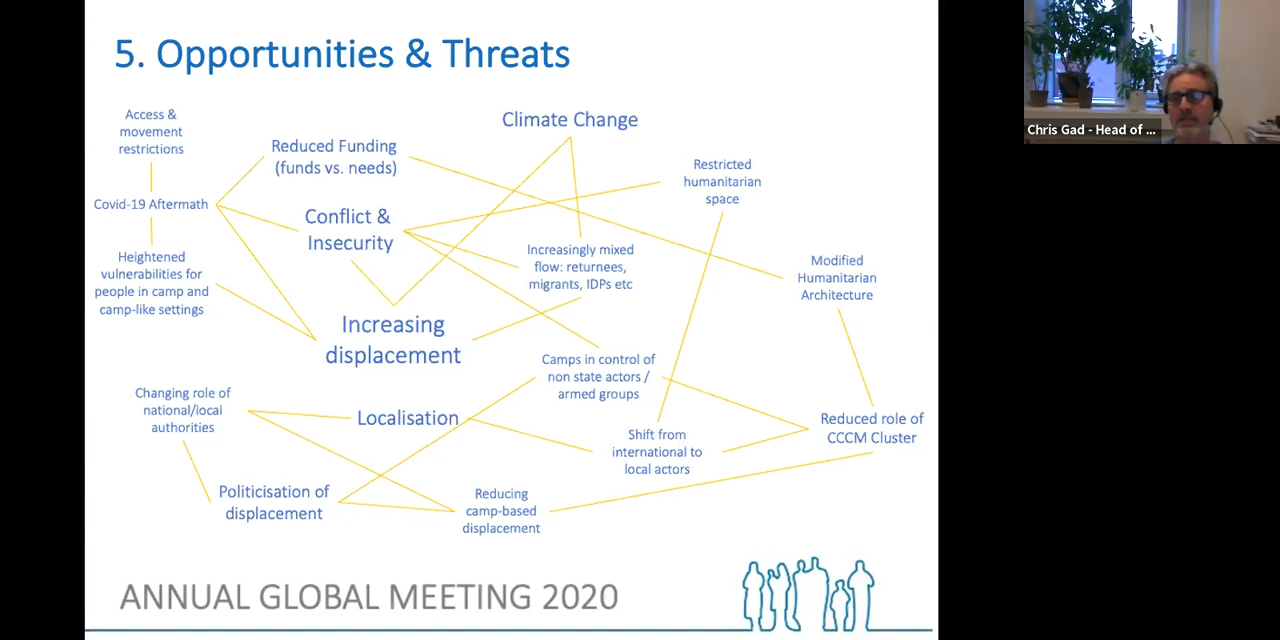 5. Opportunities & Threats
Access &
movement
restrictions
Climate Change
Reduced Funding
(funds vs. needs)
Restricted
humanitarian
space
Covid-19 Aftermath
Conflict &
Insecurity
Heightened
vulnerabilities for
people in camp and
camp-like settings
Increasingly mixed
flow: returnees,
migrants, IDPs etc
Modified
Humanitarian
Architecture
Increasing
displacement
Camps in control of
non state actors /
armed groups
Changing role of
national/local
authorities
Localisation
Shift from
international to
local actors
Reduced role of
CCCM Cluster
Politicisation of
displacement
Reducing
camp-based
displacement
ANNUAL GLOBAL MEETING 2020
Chris Gad - Head of ...